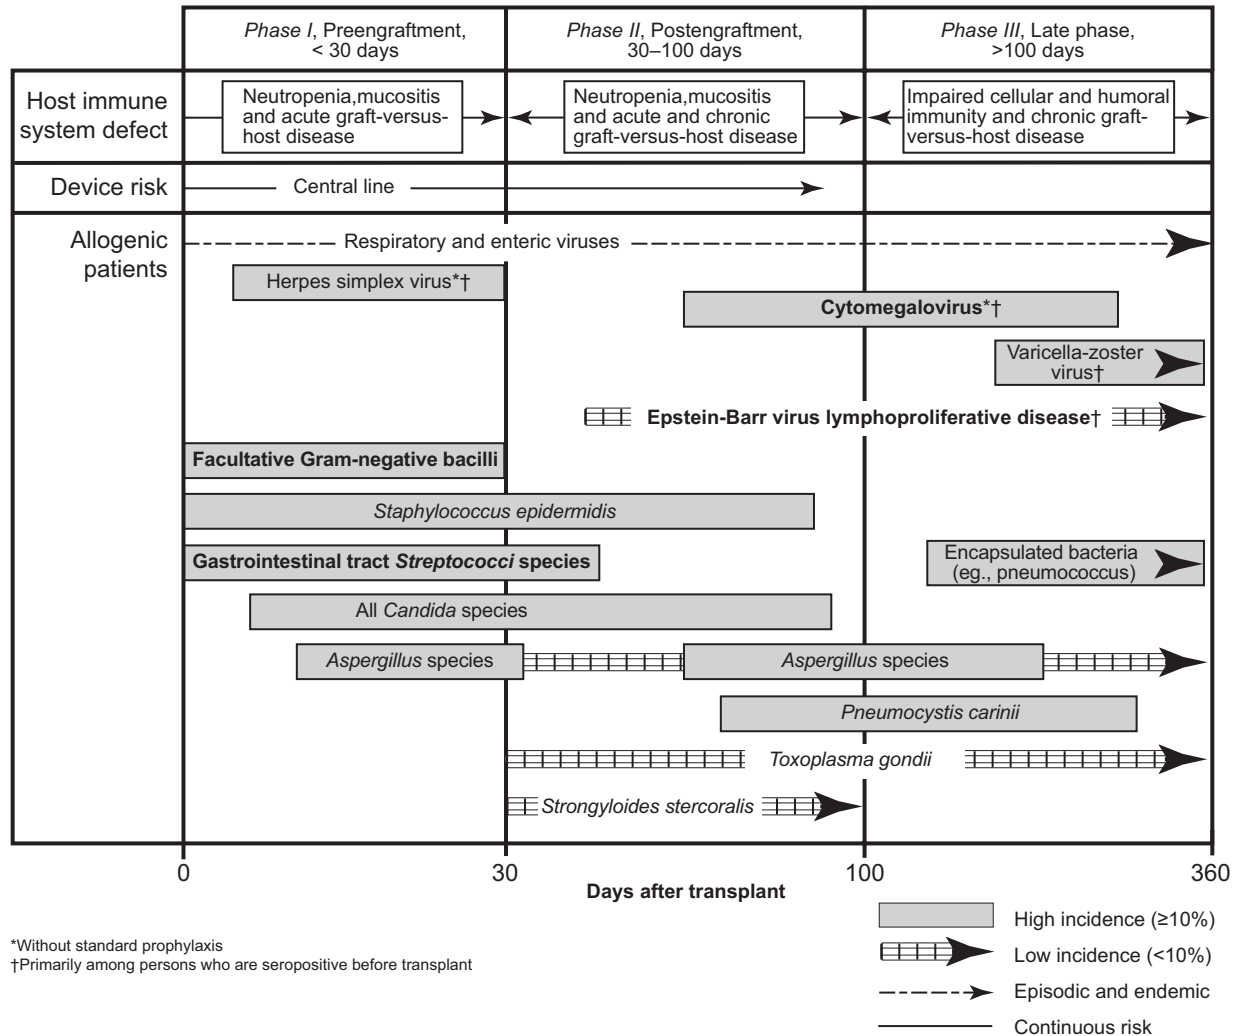 Phase I, Preengraftment,
< 30 days
Phase II, Postengraftment,
30–100 days
Phase III, Late phase,
>100 days
Host immune
system defect
Neutropenia,mucositis
and acute graft-versus-
host disease
Neutropenia,mucositis
and acute and chronic
graft-versus-host disease
Impaired cellular and humoral
immunity and chronic graft-
versus-host disease
Device risk
Central line
Allogenic
patients
Respiratory and enteric viruses
Herpes simplex virus*†
Cytomegalovirus*†
Varicella-zoster
virus†
Epstein-Barr virus lymphoproliferative disease†
Facultative Gram-negative bacilli
Staphylococcus epidermidis
Gastrointestinal tract Streptococci species
Encapsulated bacteria
(eg., pneumococcus)
All Candida species
Aspergillus species
Aspergillus species
Pneumocystis carinii
Toxoplasma gondii
Strongyloides stercoralis
0
30
100
360
Days after transplant
High incidence (≥10%)
Low incidence (<10%)
Episodic and endemic
Continuous risk
*Without standard prophylaxis
†Primarily among persons who are seropositive before transplant